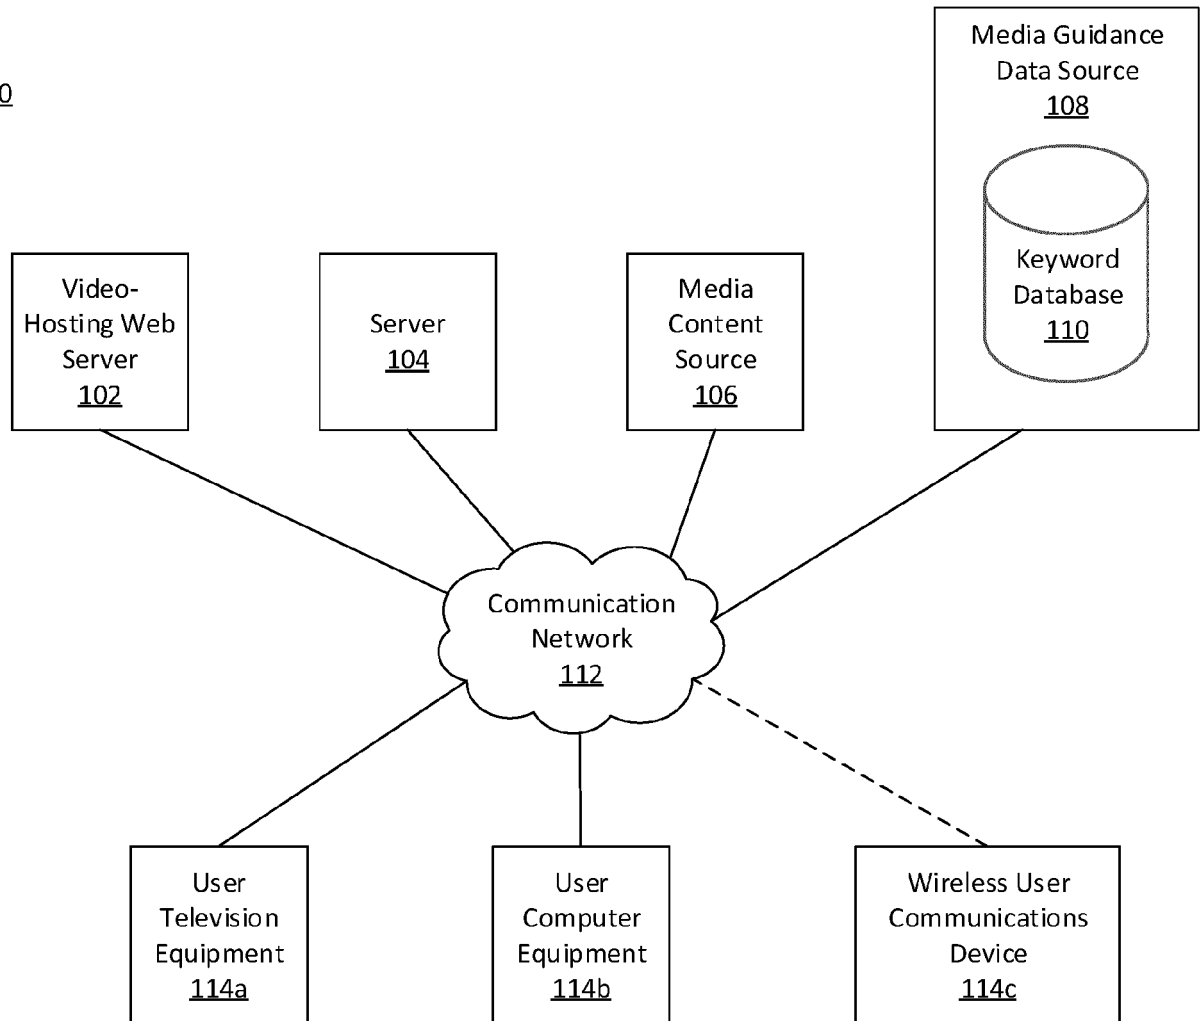 0
Media Guidance
Data Source
108
Keyword
Database
110
Video-
Hosting Web
Server
102
Server
104
Media
Content
Source
106
Communication
Network
112
User
Television
Equipment
114a
User
Computer
Equipment
114b
Wireless User
Communications
Device
114c